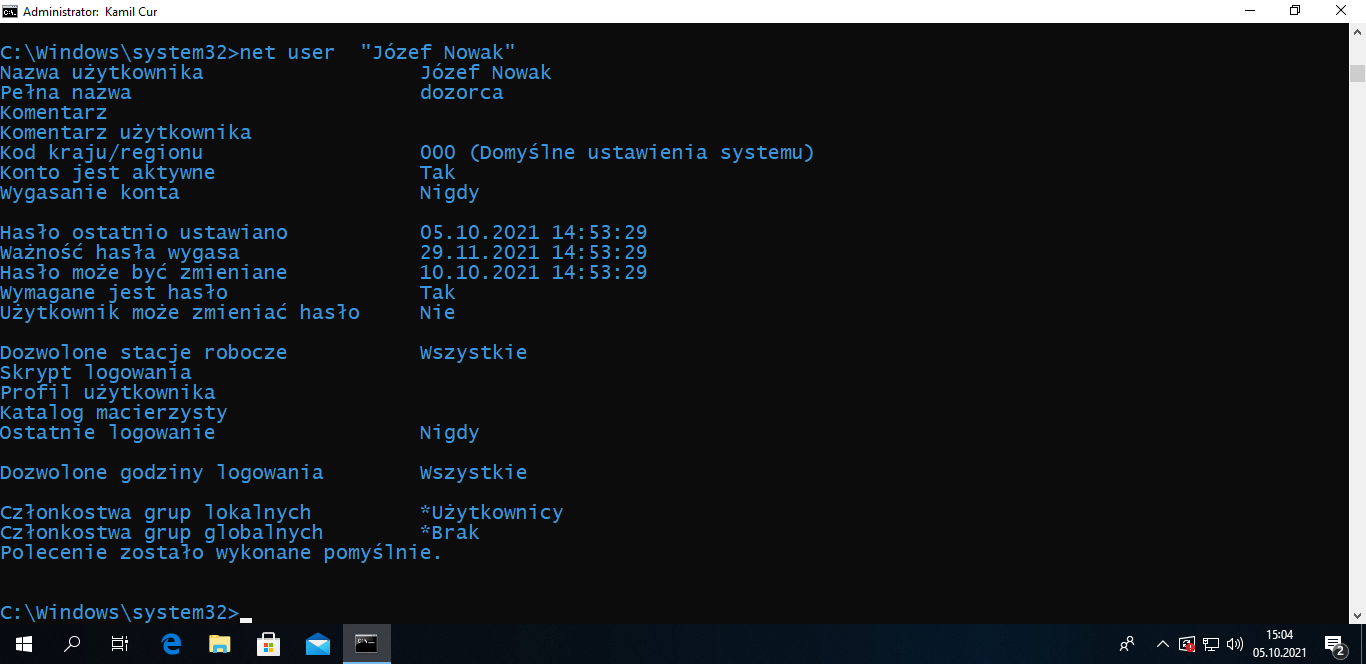 Administrator: Kamil Cur
C:\Windows\system32>net user  "Józef Nowak"
Nazwa użytkownika                  Józef Nowak
Pełna nazwa                        dozorca
Komentarz
Komentarz użytkownika
Kod kraju/regionu                  000 (Domyślne ustawienia systemu)
Konto jest aktywne                 Tak
Wygasanie konta                    Nigdy
Hasło ostatnio ustawiano           05.10.2021 14:53:29
Ważność hasła wygasa               29.11.2021 14:53:29
Hasło może być zmieniane           10.10.2021 14:53:29
Wymagane jest hasło                Tak
Użytkownik może zmieniać hasło     Nie
Dozwolone stacje robocze           Wszystkie
Skrypt logowania
Profil użytkownika
Katalog macierzysty
Ostatnie logowanie                 Nigdy
Dozwolone godziny logowania        Wszystkie
Członkostwa grup lokalnych         *Użytkownicy
Członkostwa grup globalnych        *Brak
Polecenie zostało wykonane pomyślnie.
C:\Windows\system32>
15:04
05.10.2021
2